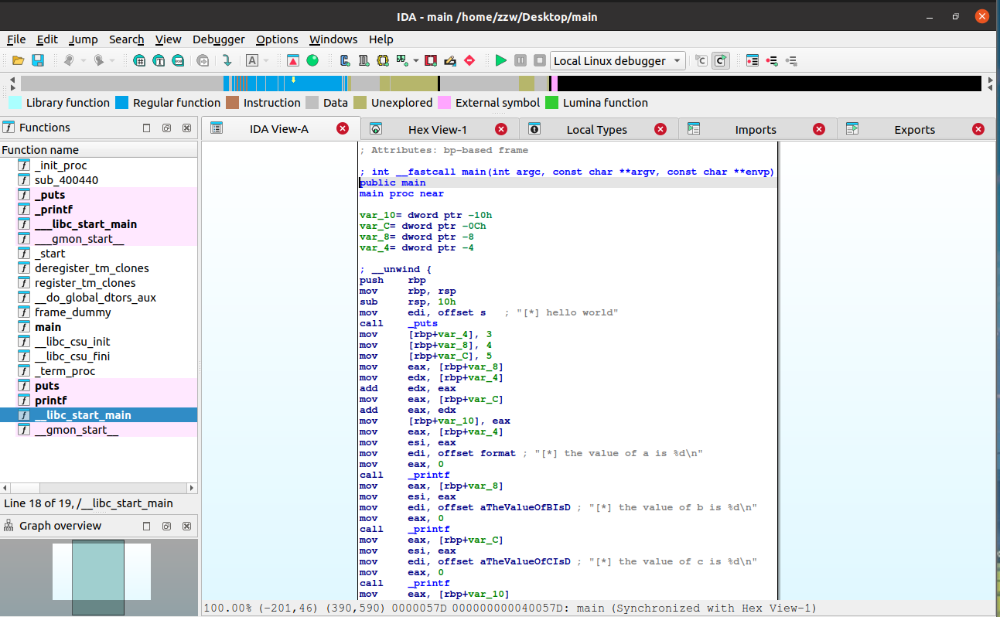 IDA - main /home/zzw/Desktop/main
File Edit Jump Search View Debugger Options Windows Help
Local Linux debugger
Library function Regular function Instruction Data Unexplored External symbol Lumina function
Functions
IDA View-A Hex View-1 Local Types Imports Exports
Function name
_init_proc
sub_400440
_puts
_printf
___libc_start_main
___gmon_start__
_start
deregister_tm_clones
register_tm_clones
__do_global_dtors_aux
frame_dummy
main
__libc_csu_init
__libc_csu_fini
_term_proc
puts
printf
__libc_start_main
__gmon_start__
Line 18 of 19, /__libc_start_main
Graph overview
; Attributes: bp-based frame
; int __fastcall main(int argc, const char **argv, const char **envp)
public main
main proc near
var_10= dword ptr -10h
var_C= dword ptr -0Ch
var_8= dword ptr -8
var_4= dword ptr -4
; __unwind {
push rbp
mov rbp, rsp
sub rsp, 10h
mov edi, offset s ; "[*] hello world"
call _puts
mov [rbp+var_4], 3
mov [rbp+var_8], 4
mov [rbp+var_C], 5
mov eax, [rbp+var_8]
mov edx, [rbp+var_4]
add edx, eax
mov eax, [rbp+var_C]
add eax, edx
mov [rbp+var_10], eax
mov eax, [rbp+var_4]
mov esi, eax
mov edi, offset format ; "[*] the value of a is %d\n"
mov eax, 0
call _printf
mov eax, [rbp+var_8]
mov esi, eax
mov edi, offset aTheValueOfBIsD ; "[*] the value of b is %d\n"
mov eax, 0
call _printf
mov eax, [rbp+var_C]
mov esi, eax
mov edi, offset aTheValueOfCIsD ; "[*] the value of c is %d\n"
mov eax, 0
call _printf
mov eax, [rbp+var_10]
100.00% (-201,46) (390,590) 0000057D 000000000040057D: main (Synchronized with Hex View-1)